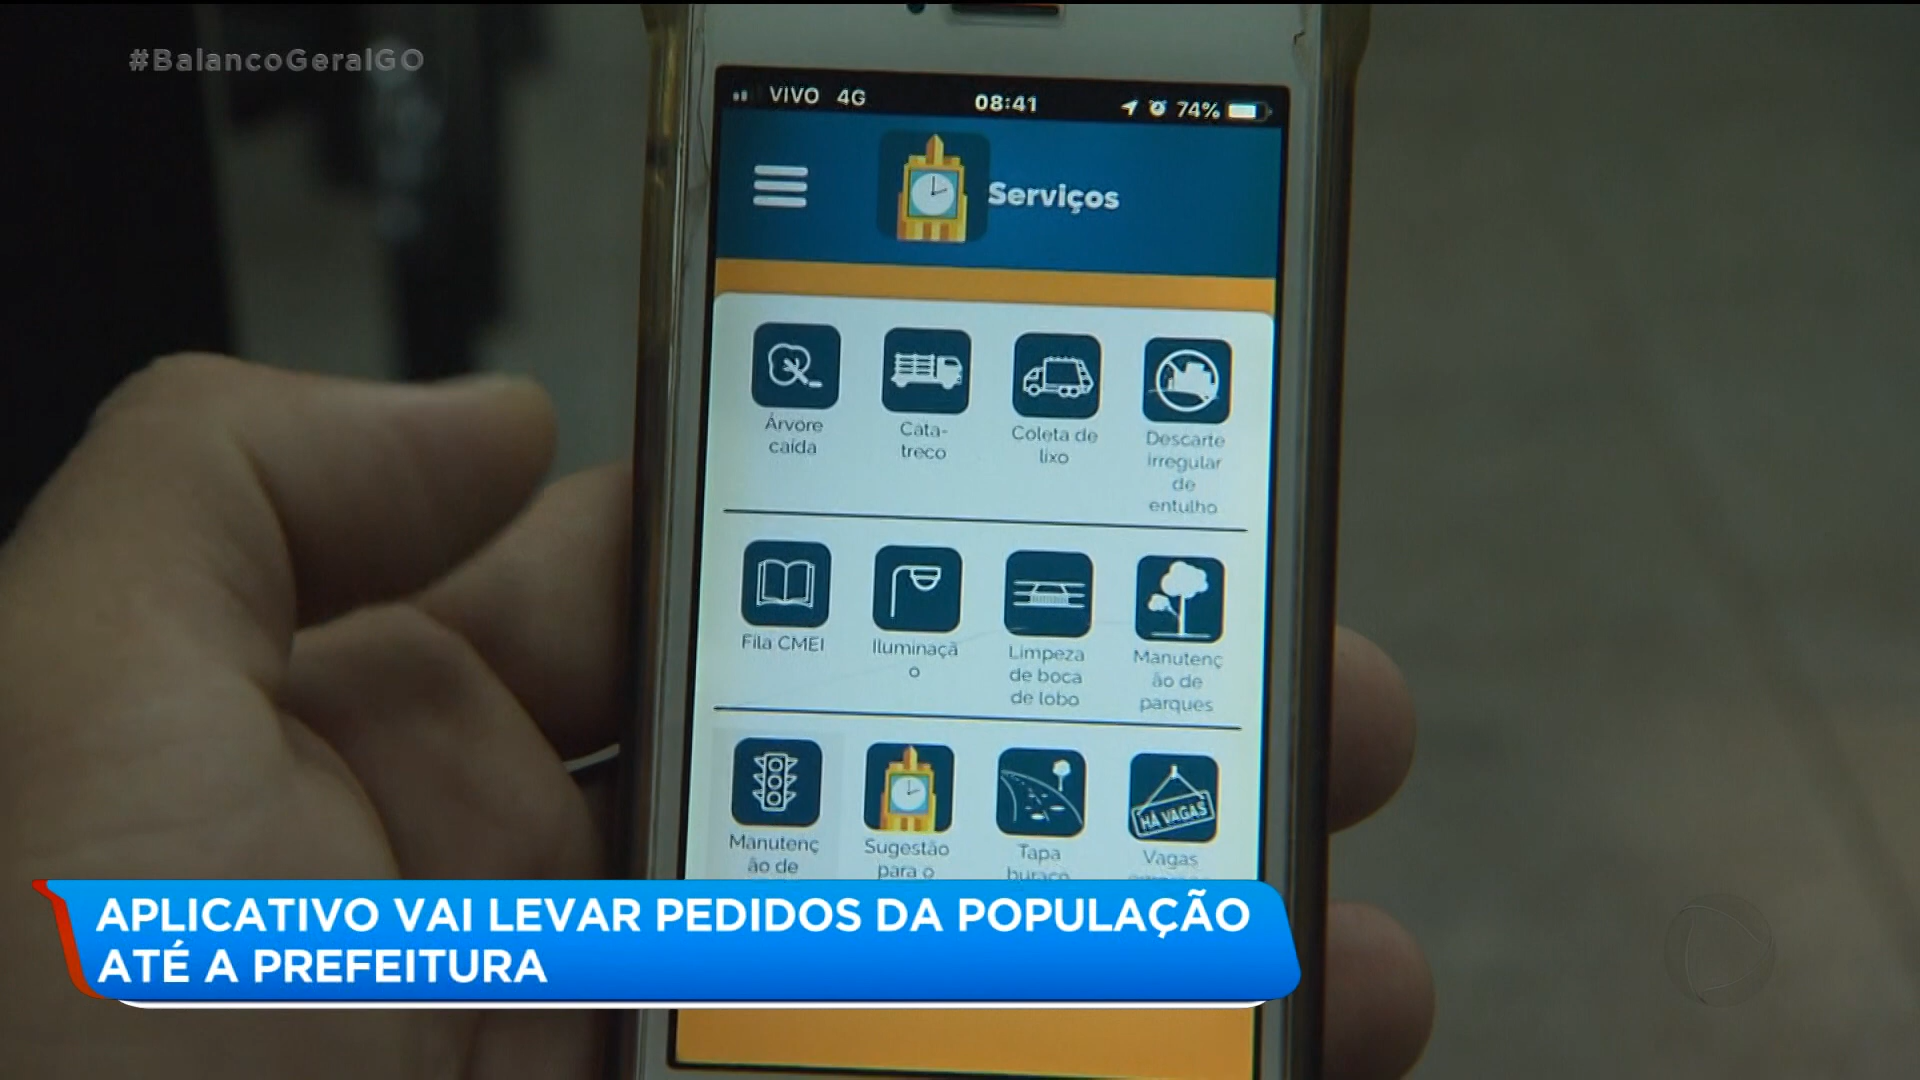 #BalancoGeralGO
VIVO 4G 08:41 74%
Serviços
Árvore
caída
Cata-
treco
Coleta de
lixo
Descarte
irregular
de
entulho
Fila CMEI
Iluminaçã
o
Limpeza
de boca
de lobo
Manutenç
ão de
parques
HÁ VAGAS
Manutenç
ão de
Sugestão
para o
Tapa
buraco
Vagas
APLICATIVO VAI LEVAR PEDIDOS DA POPULAÇÃO
ATÉ A PREFEITURA